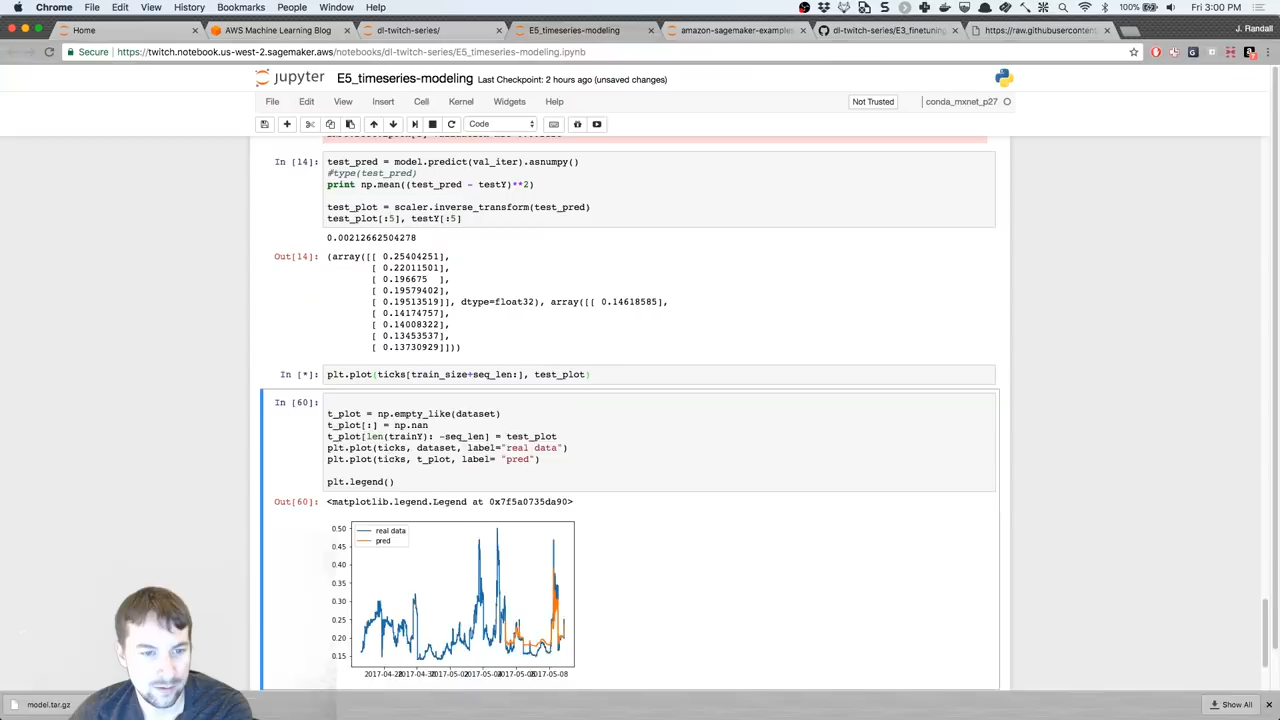 Chrome File Edit View History Bookmarks People Window Help 100% Fri 3:00 PM
Home AWS Machine Learning Blog dl-twitch-series/ E5_timeseries-modeling amazon-sagemaker-examples dl-twitch-series/E3_finetuning https://raw.githubusercontent. J. Randall
Secure https://twitch.notebook.us-west-2.sagemaker.aws/notebooks/dl-twitch-series/E5_timeseries-modeling.ipynb
jupyter E5_timeseries-modeling Last Checkpoint: 2 hours ago (unsaved changes)
File Edit View Insert Cell Kernel Widgets Help Not Trusted conda_mxnet_p27
Code
In [14]: test_pred = model.predict(val_iter).asnumpy()
#type(test_pred)
print np.mean((test_pred - testY)**2)
test_plot = scaler.inverse_transform(test_pred)
test_plot[:5], testY[:5]
0.00212662504278
Out[14]: (array([[ 0.25404251],
[ 0.22011501],
[ 0.196675 ],
[ 0.19579402],
[ 0.19513519]], dtype=float32), array([[ 0.14618585],
[ 0.14174757],
[ 0.14008322],
[ 0.13453537],
[ 0.13730929]]))
In [*]: plt.plot(ticks[train_size+seq_len:], test_plot)
In [60]:
t_plot = np.empty_like(dataset)
t_plot[:] = np.nan
t_plot[len(trainY): -seq_len] = test_plot
plt.plot(ticks, dataset, label="real data")
plt.plot(ticks, t_plot, label= "pred")
plt.legend()
Out[60]: <matplotlib.legend.Legend at 0x7f5a0735da90>
real data
pred
0.50
0.45
0.40
0.35
0.30
0.25
0.20
0.15
model.tar.gz Show All